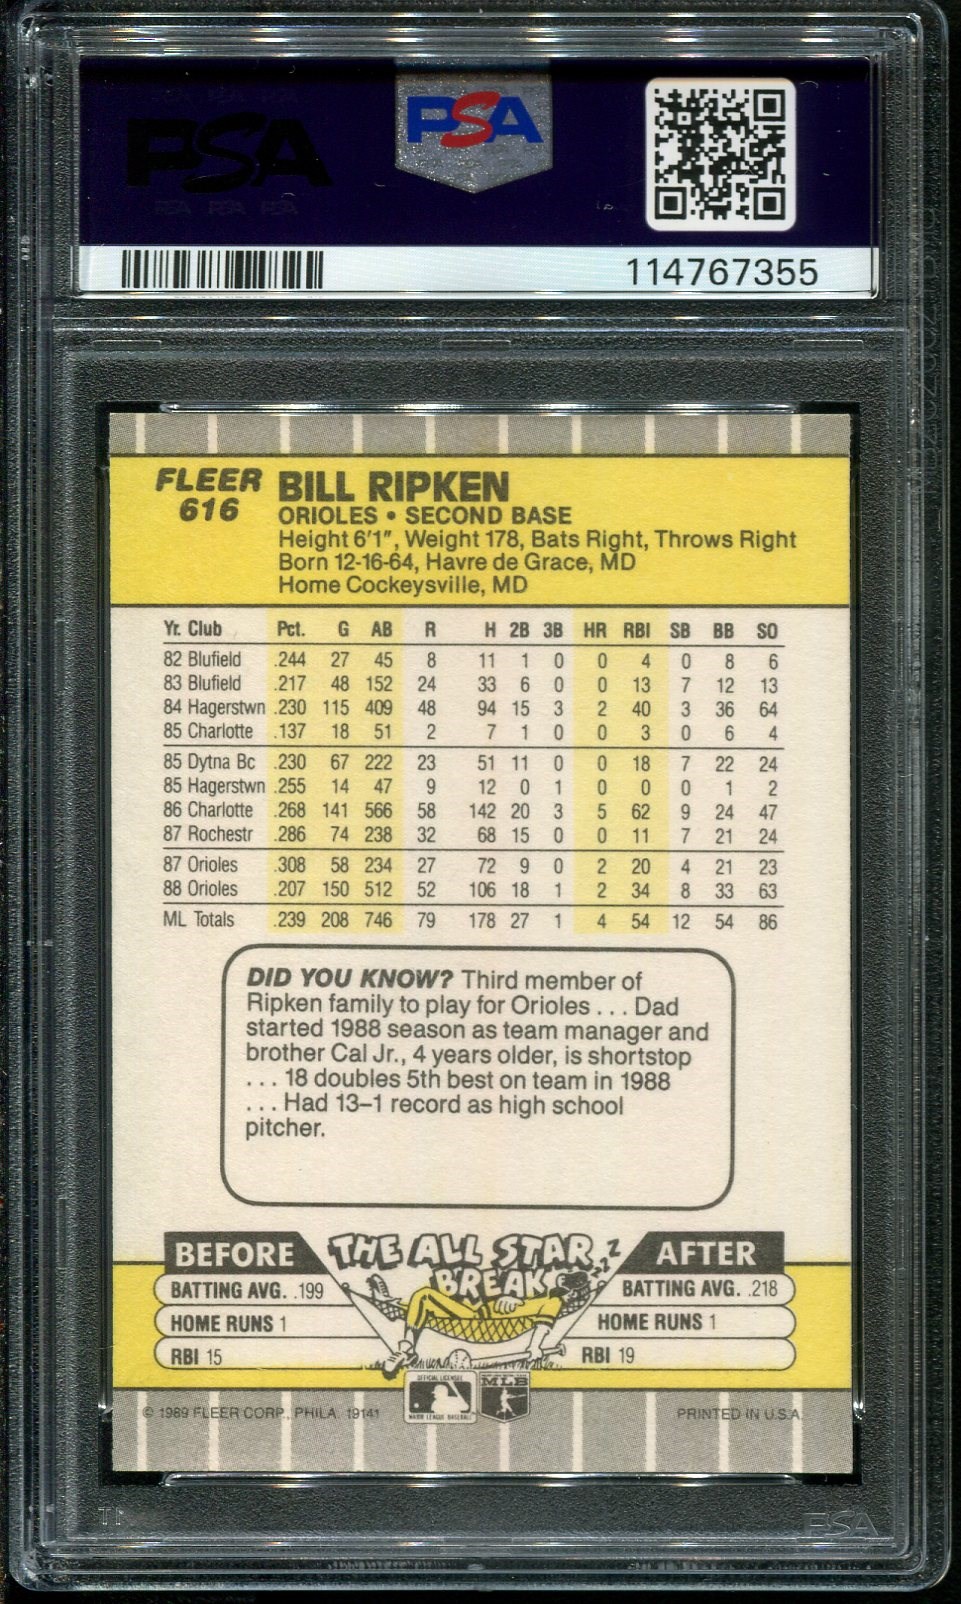 PSA
PSA
114767355
FLEER
616
BILL RIPKEN
ORIOLES • SECOND BASE
Height 6'1", Weight 178, Bats Right, Throws Right
Born 12-16-64, Havre de Grace, MD
Home Cockeysville, MD
Yr. Club Pct. G AB R H 2B 3B HR RBI SB BB SO
82 Blufield .244 27 45 8 11 1 0 0 4 0 8 6
83 Blufield .217 48 152 24 33 6 0 0 13 7 12 13
84 Hagerstwn .230 115 409 48 94 15 3 2 40 3 36 64
85 Charlotte .137 18 51 2 7 1 0 0 3 0 6 4
85 Dytna Bc .230 67 222 23 51 11 0 0 18 7 22 24
85 Hagerstwn .255 14 47 9 12 0 1 0 0 0 1 2
86 Charlotte .268 141 566 58 142 20 3 5 62 9 24 47
87 Rochestr .286 74 238 32 68 15 0 0 11 7 21 24
87 Orioles .308 58 234 27 72 9 0 2 20 4 21 23
88 Orioles .207 150 512 52 106 18 1 2 34 8 33 63
ML Totals .239 208 746 79 178 27 1 4 54 12 54 86
DID YOU KNOW? Third member of
Ripken family to play for Orioles . . . Dad
started 1988 season as team manager and
brother Cal Jr., 4 years older, is shortstop
. . . 18 doubles 5th best on team in 1988
. . . Had 13–1 record as high school
pitcher.
BEFORE THE ALL STAR BREAK AFTER
BATTING AVG. .199 BATTING AVG. .218
HOME RUNS 1 HOME RUNS 1
RBI 15 RBI 19
OFFICIAL LICENSEE
MAJOR LEAGUE BASEBALL
MLB
© 1989 FLEER CORP., PHILA. 19141 PRINTED IN U.S.A.
PSA